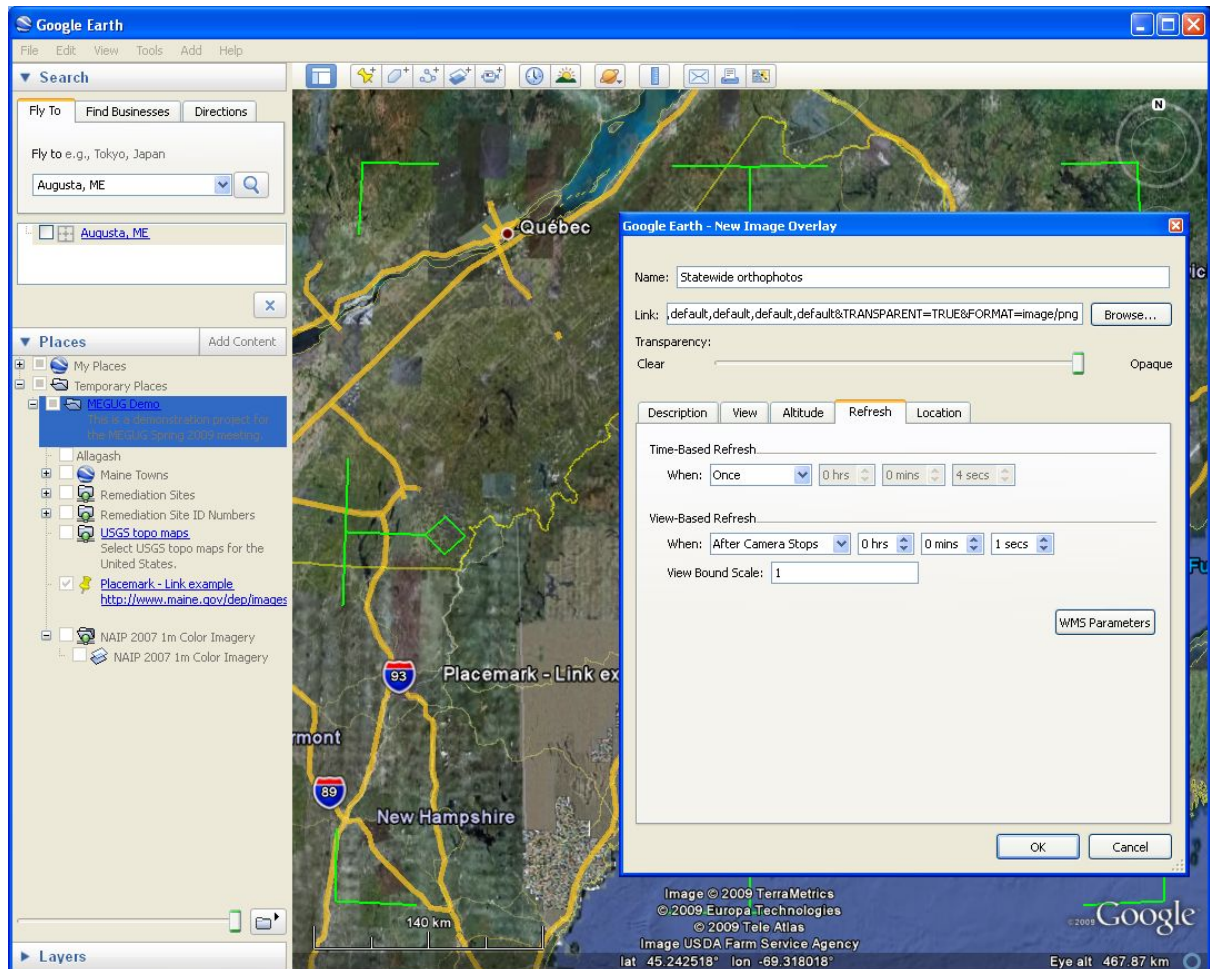 Google Earth
File Edit View Tools Add Help
Search
Fly To Find Businesses Directions
Fly to e.g., Tokyo, Japan
Augusta, ME
Augusta, ME
Places Add Content
My Places
Temporary Places
MEGUG Demo
This is a demonstration project for
the MEGUG Spring 2009 meeting.
Allagash
Maine Towns
Remediation Sites
Remediation Site ID Numbers
USGS topo maps
Select USGS topo maps for the
United States.
Placemark - Link example
http://www.maine.gov/dep/images
NAIP 2007 1m Color Imagery
NAIP 2007 1m Color Imagery
Layers
N
Québec
93
Placemark - Link ex
mont
89
New Hampshire
140 km
Google Earth - New Image Overlay
Name: Statewide orthophotos
Link: ,default,default,default,default&TRANSPARENT=TRUE&FORMAT=image/png Browse...
Transparency:
Clear Opaque
Description View Altitude Refresh Location
Time-Based Refresh
When: Once 0 hrs 0 mins 4 secs
View-Based Refresh
When: After Camera Stops 0 hrs 0 mins 1 secs
View Bound Scale: 1
WMS Parameters
OK Cancel
Image © 2009 TerraMetrics
© 2009 Europa Technologies
© 2009 Tele Atlas
Image USDA Farm Service Agency
©2009 Google
lat 45.242518° lon -69.318018° Eye alt 467.87 km